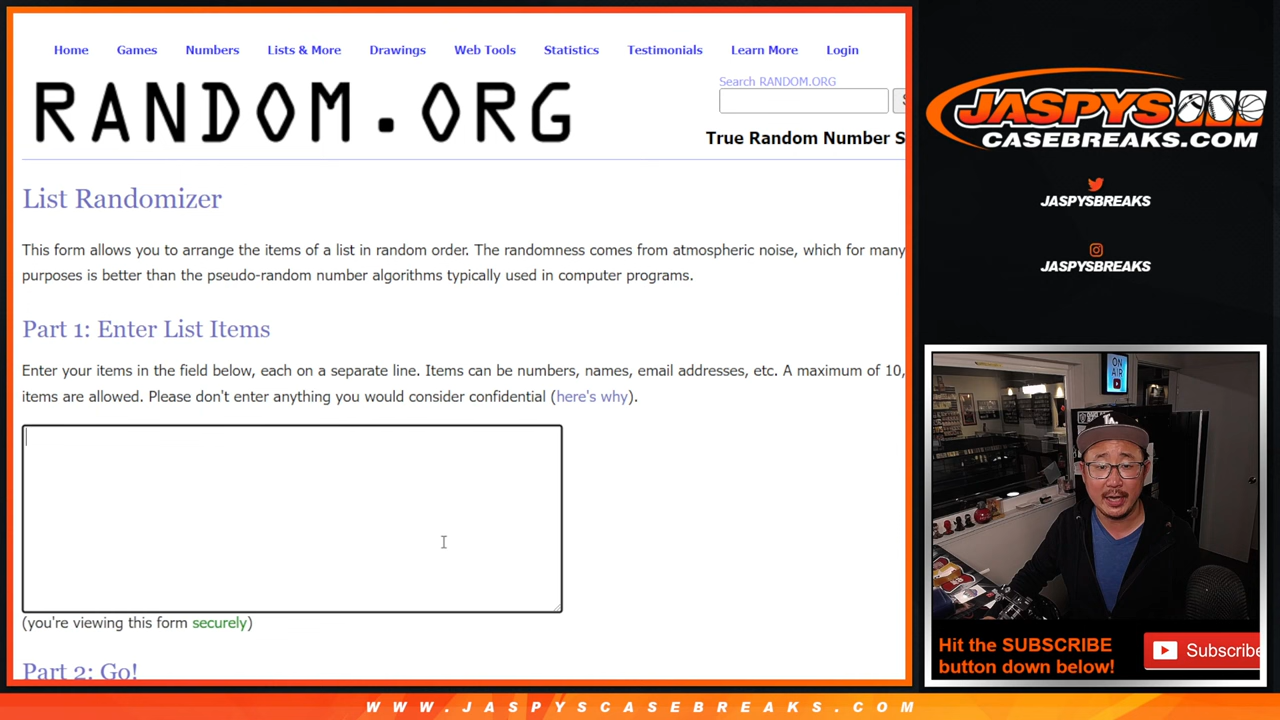 Home Games Numbers Lists & More Drawings Web Tools Statistics Testimonials Learn More Login
RANDOM.ORG
Search RANDOM.ORG
True Random Number S
List Randomizer
This form allows you to arrange the items of a list in random order. The randomness comes from atmospheric noise, which for many
purposes is better than the pseudo-random number algorithms typically used in computer programs.
Part 1: Enter List Items
Enter your items in the field below, each on a separate line. Items can be numbers, names, email addresses, etc. A maximum of 10,
items are allowed. Please don't enter anything you would consider confidential (here's why).
(you're viewing this form securely)
Part 2: Go!
JASPYS
CASEBREAKS.COM
JASPYSBREAKS
JASPYSBREAKS
ON
AIR
LA
Hit the SUBSCRIBE
button down below!
Subscribe
WWW.JASPYSCASEBREAKS.COM